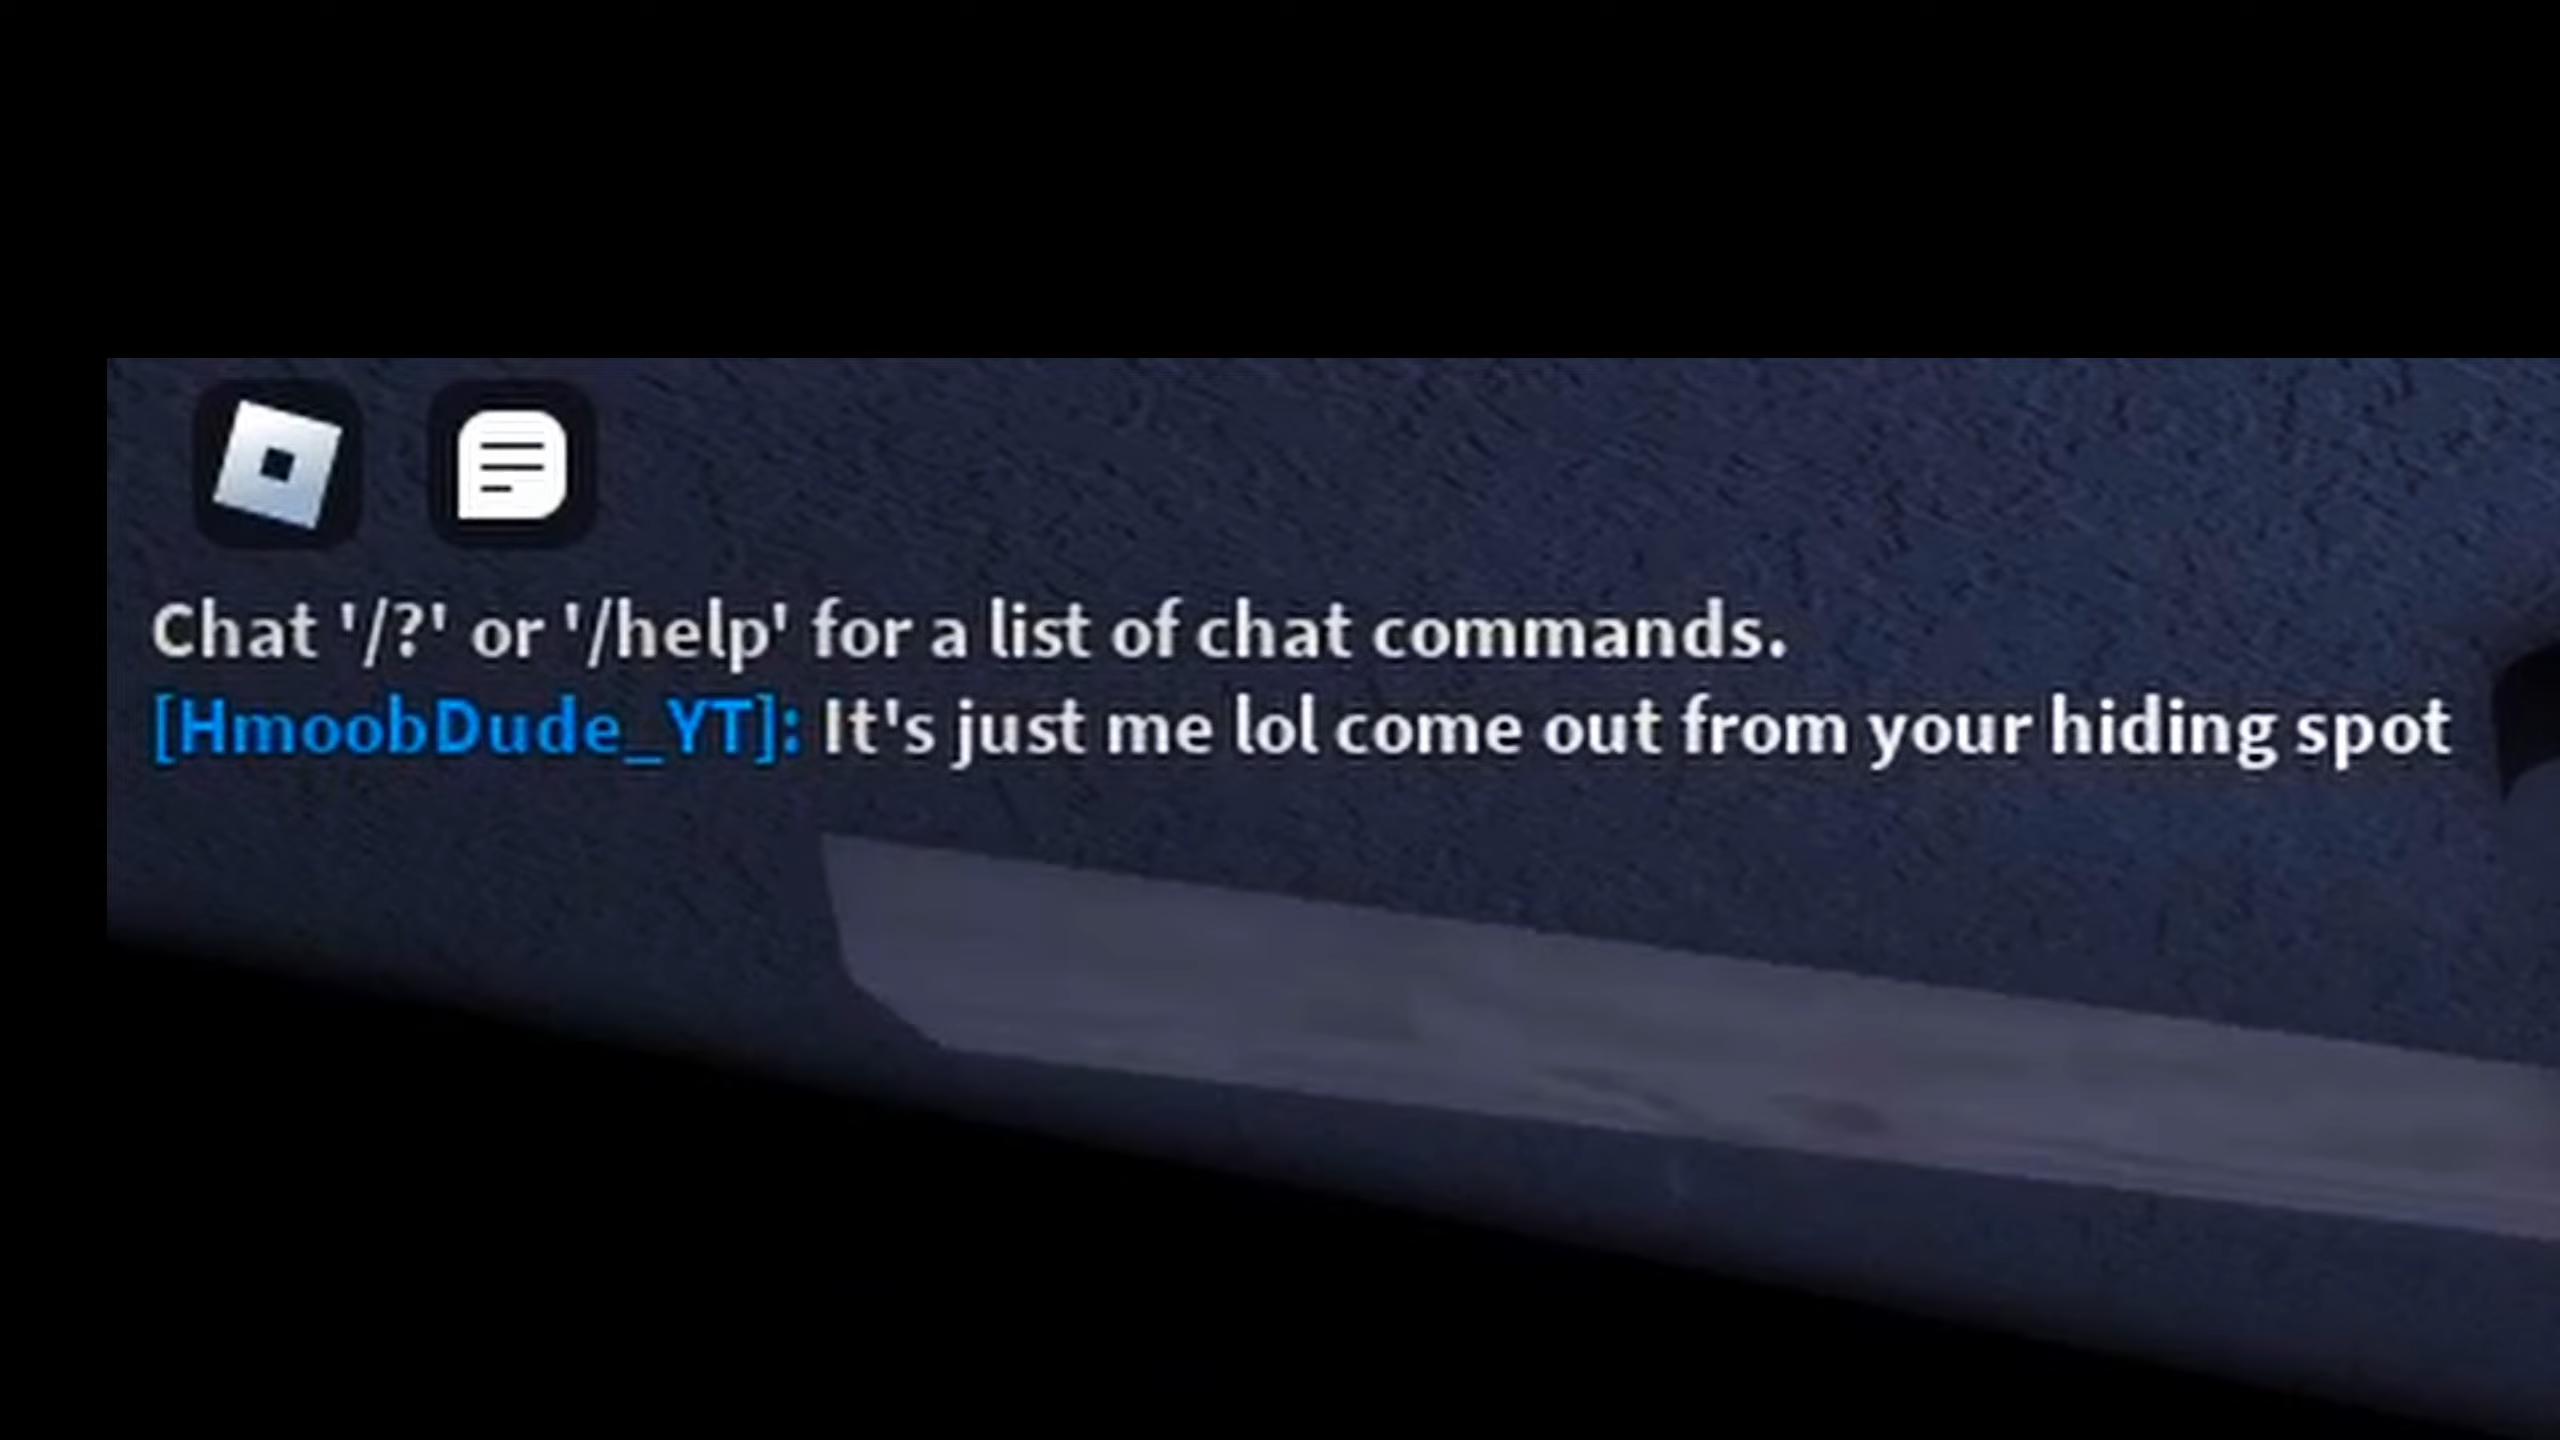 Chat '/?' or '/help' for a list of chat commands.
[HmoobDude_YT]: It's just me lol come out from your hiding spot